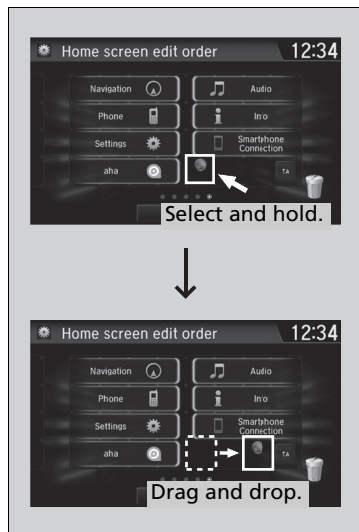 Home screen edit order 12:34
Navigation Audio
Phone Info
Settings Smartphone
Connection
aha TA
Select and hold.
Home screen edit order 12:34
Navigation Audio
Phone Info
Settings Smartphone
Connection
aha TA
Drag and drop.